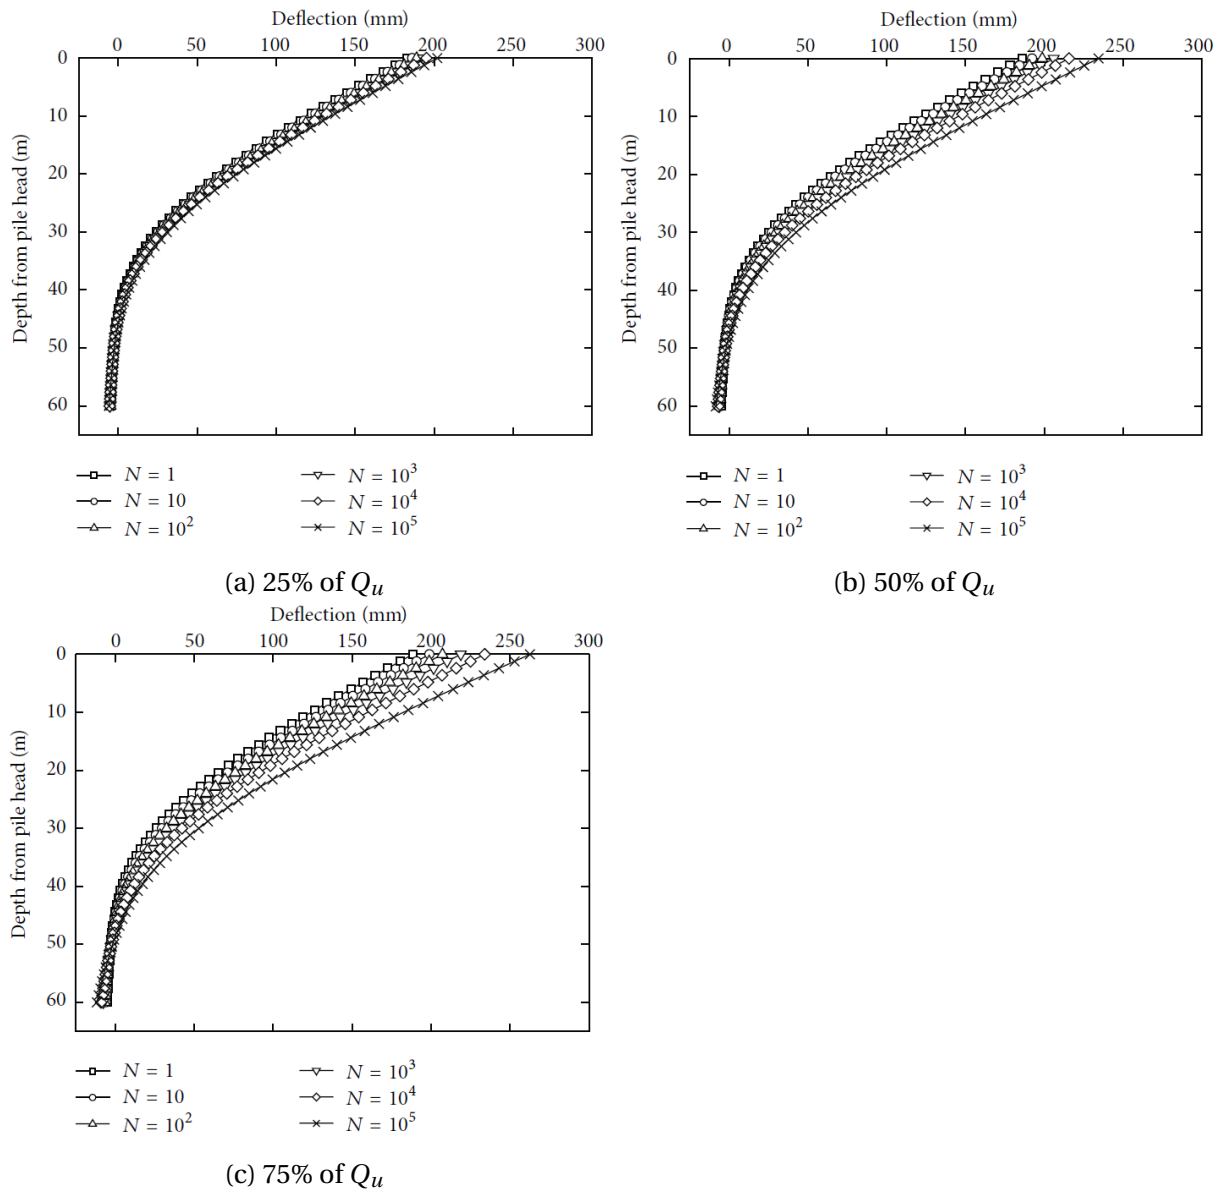 Deflection (mm)
0 50 100 150 200 250 300
Depth from pile head (m)
0
10
20
30
40
50
60
N = 1
N = 10
N = 10²
N = 10³
N = 10⁴
N = 10⁵
(a) 25% of Qᵤ
Deflection (mm)
0 50 100 150 200 250 300
Depth from pile head (m)
0
10
20
30
40
50
60
N = 1
N = 10
N = 10²
N = 10³
N = 10⁴
N = 10⁵
(b) 50% of Qᵤ
Deflection (mm)
0 50 100 150 200 250 300
Depth from pile head (m)
0
10
20
30
40
50
60
N = 1
N = 10
N = 10²
N = 10³
N = 10⁴
N = 10⁵
(c) 75% of Qᵤ